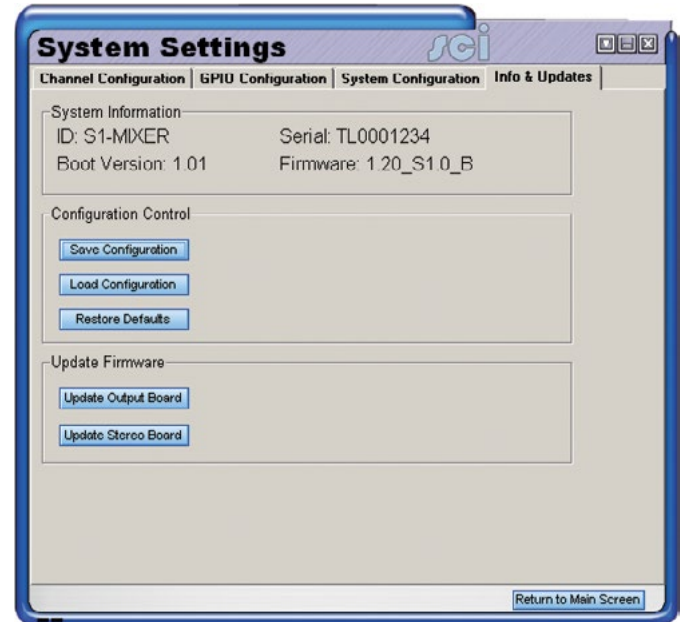 System Settings
sci
Channel Configuration GPIO Configuration System Configuration Info & Updates
System Information
ID: S1-MIXER Serial: TL0001234
Boot Version: 1.01 Firmware: 1.20_S1.0_B
Configuration Control
Save Configuration
Load Configuration
Restore Defaults
Update Firmware
Update Output Board
Update Stereo Board
Return to Main Screen